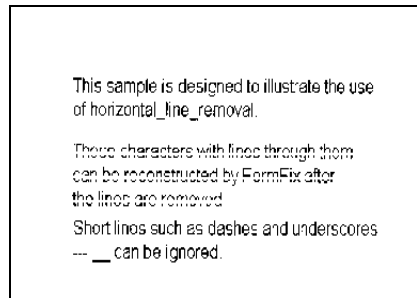 This sample is designed to illustrate the use
of horizontal_line_removal.
These characters with lines through them
can be reconstructed by FormFix after
the lines are removed
Short lines such as dashes and underscores
--- __ can be ignored.